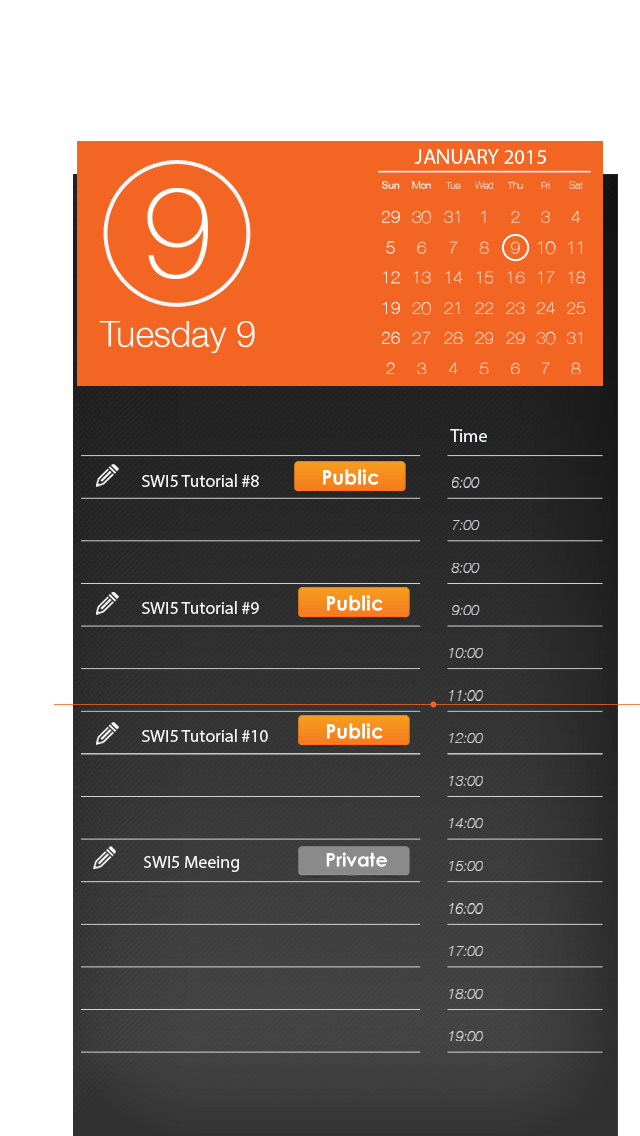 9
Tuesday 9
JANUARY 2015
Sun Mon Tue Wed Thu Fri Sat
29 30 31 1 2 3 4
5 6 7 8 9 10 11
12 13 14 15 16 17 18
19 20 21 22 23 24 25
26 27 28 29 29 30 31
2 3 4 5 6 7 8
Time
SWI5 Tutorial #8 Public 6:00
7:00
8:00
SWI5 Tutorial #9 Public 9:00
10:00
11:00
SWI5 Tutorial #10 Public 12:00
13:00
14:00
SWI5 Meeing Private 15:00
16:00
17:00
18:00
19:00